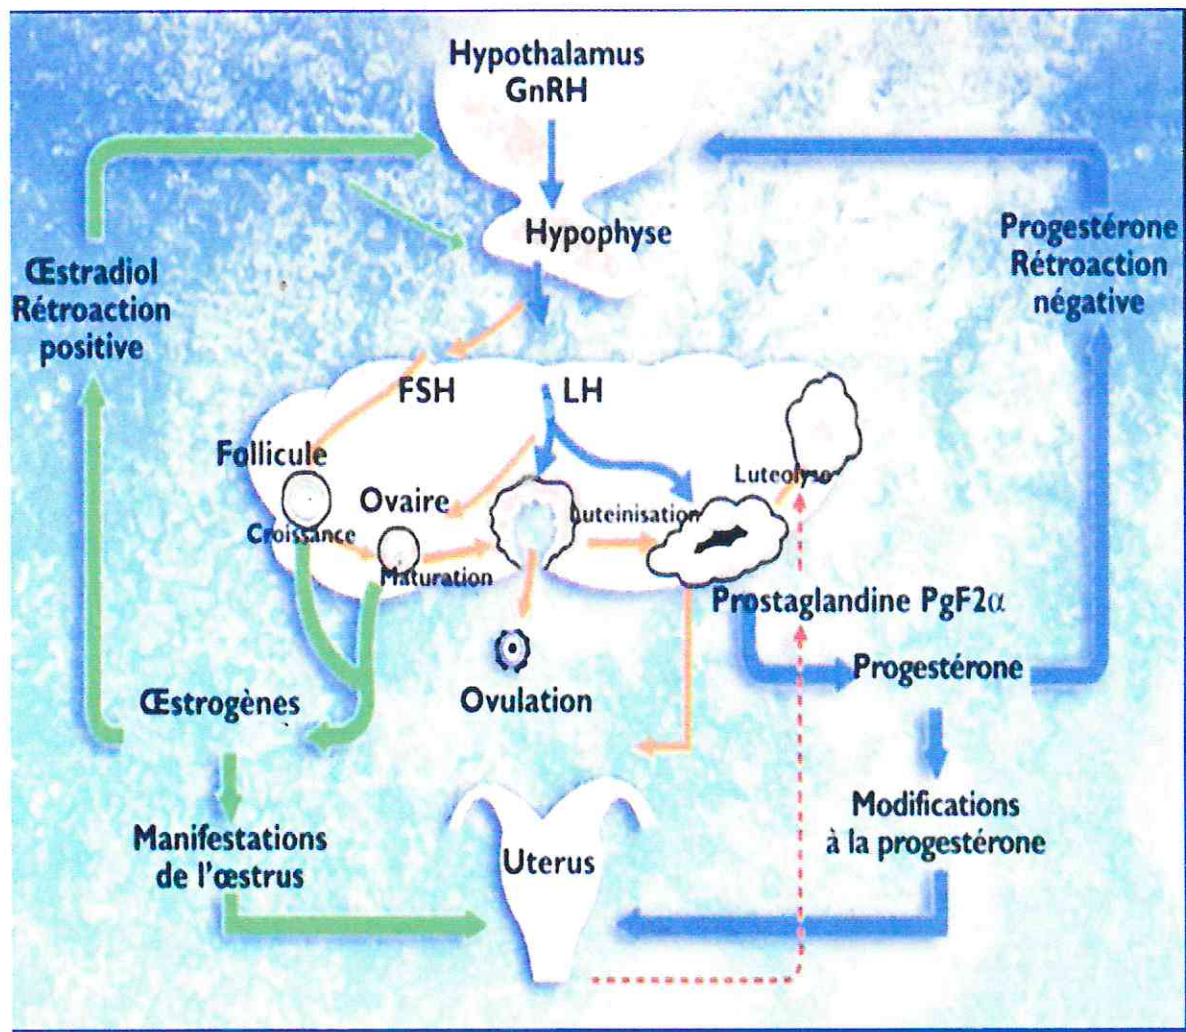 Hypothalamus
GnRH
Hypophyse
Œstradiol
Rétroaction
positive
Progestérone
Rétroaction
négative
FSH
LH
Follicule
Luteolyso
Ovaire
Luteinisation
Croissance
Maturation
Prostaglandine PgF2α
Progestérone
Œstrogènes
Ovulation
Modifications
à la progestérone
Manifestations
de l'œstrus
Uterus